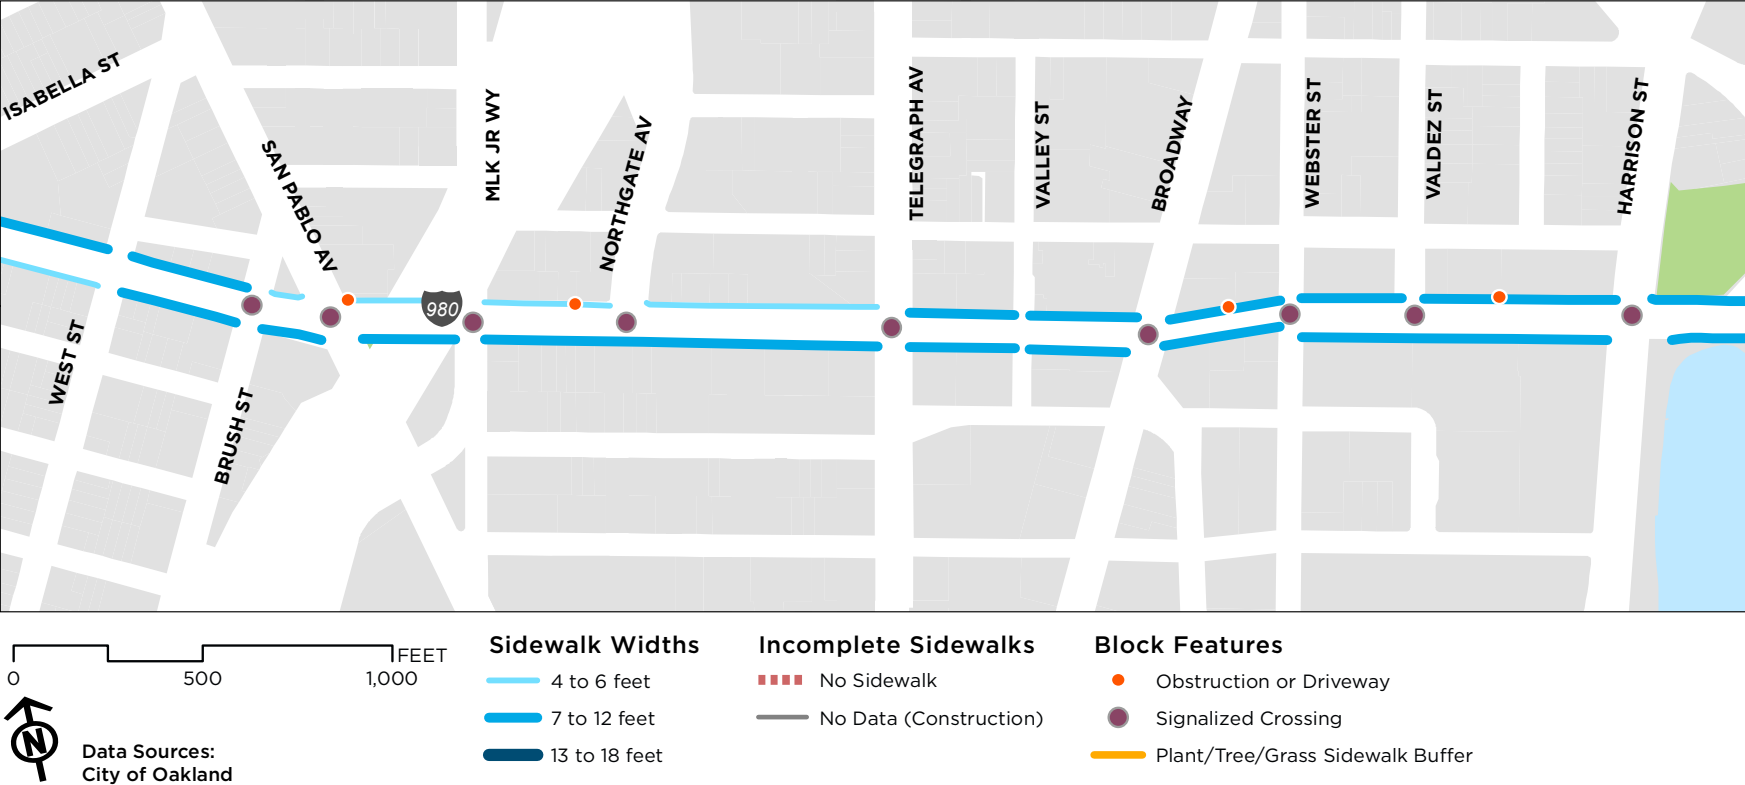 ISABELLA ST
SAN PABLO AV
MLK JR WY
NORTHGATE AV
TELEGRAPH AV
VALLEY ST
BROADWAY
WEBSTER ST
VALDEZ ST
HARRISON ST
980
WEST ST
BRUSH ST
FEET
0 500 1,000
N
Data Sources:
City of Oakland
Sidewalk Widths
4 to 6 feet
7 to 12 feet
13 to 18 feet
Incomplete Sidewalks
No Sidewalk
No Data (Construction)
Block Features
Obstruction or Driveway
Signalized Crossing
Plant/Tree/Grass Sidewalk Buffer